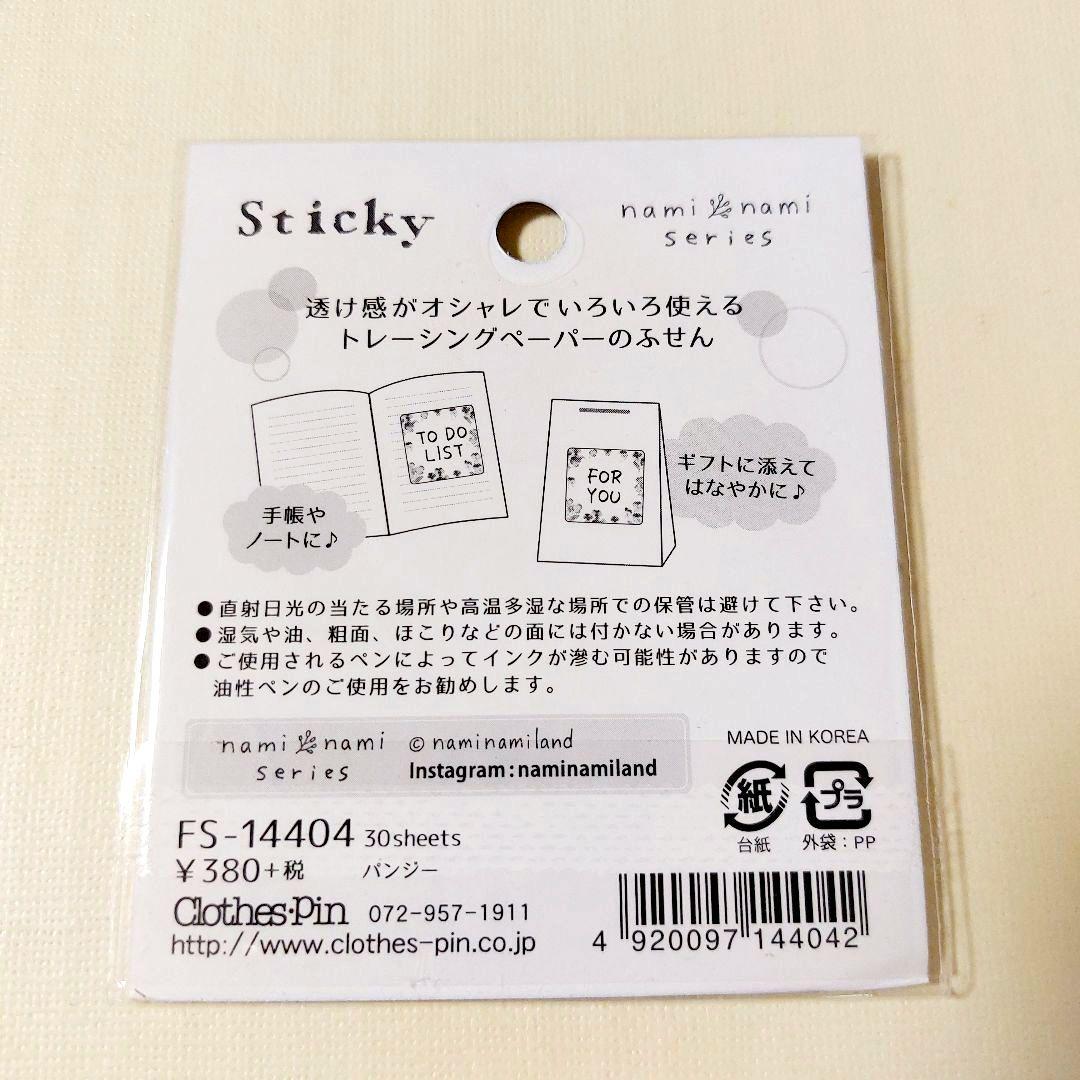 Sticky
nami nami
series
透け感がオシャレでいろいろ使える
トレーシングペーパーのふせん
TO DO
LIST
手帳や
ノートに♪
FOR
YOU
ギフトに添えて
はなやかに♪
●直射日光の当たる場所や高温多湿な場所での保管は避けて下さい。
●湿気や油、粗面、ほこりなどの面には付かない場合があります。
●ご使用されるペンによってインクが滲む可能性がありますので
油性ペンのご使用をお勧めします。
nami nami
series
© naminamiland
Instagram:naminamiland
MADE IN KOREA
紙
台紙
プラ
外袋:PP
FS-14404 30sheets
¥380+税 パンジー
Clothes・Pin 072-957-1911
http://www.clothes-pin.co.jp
4 920097 144042